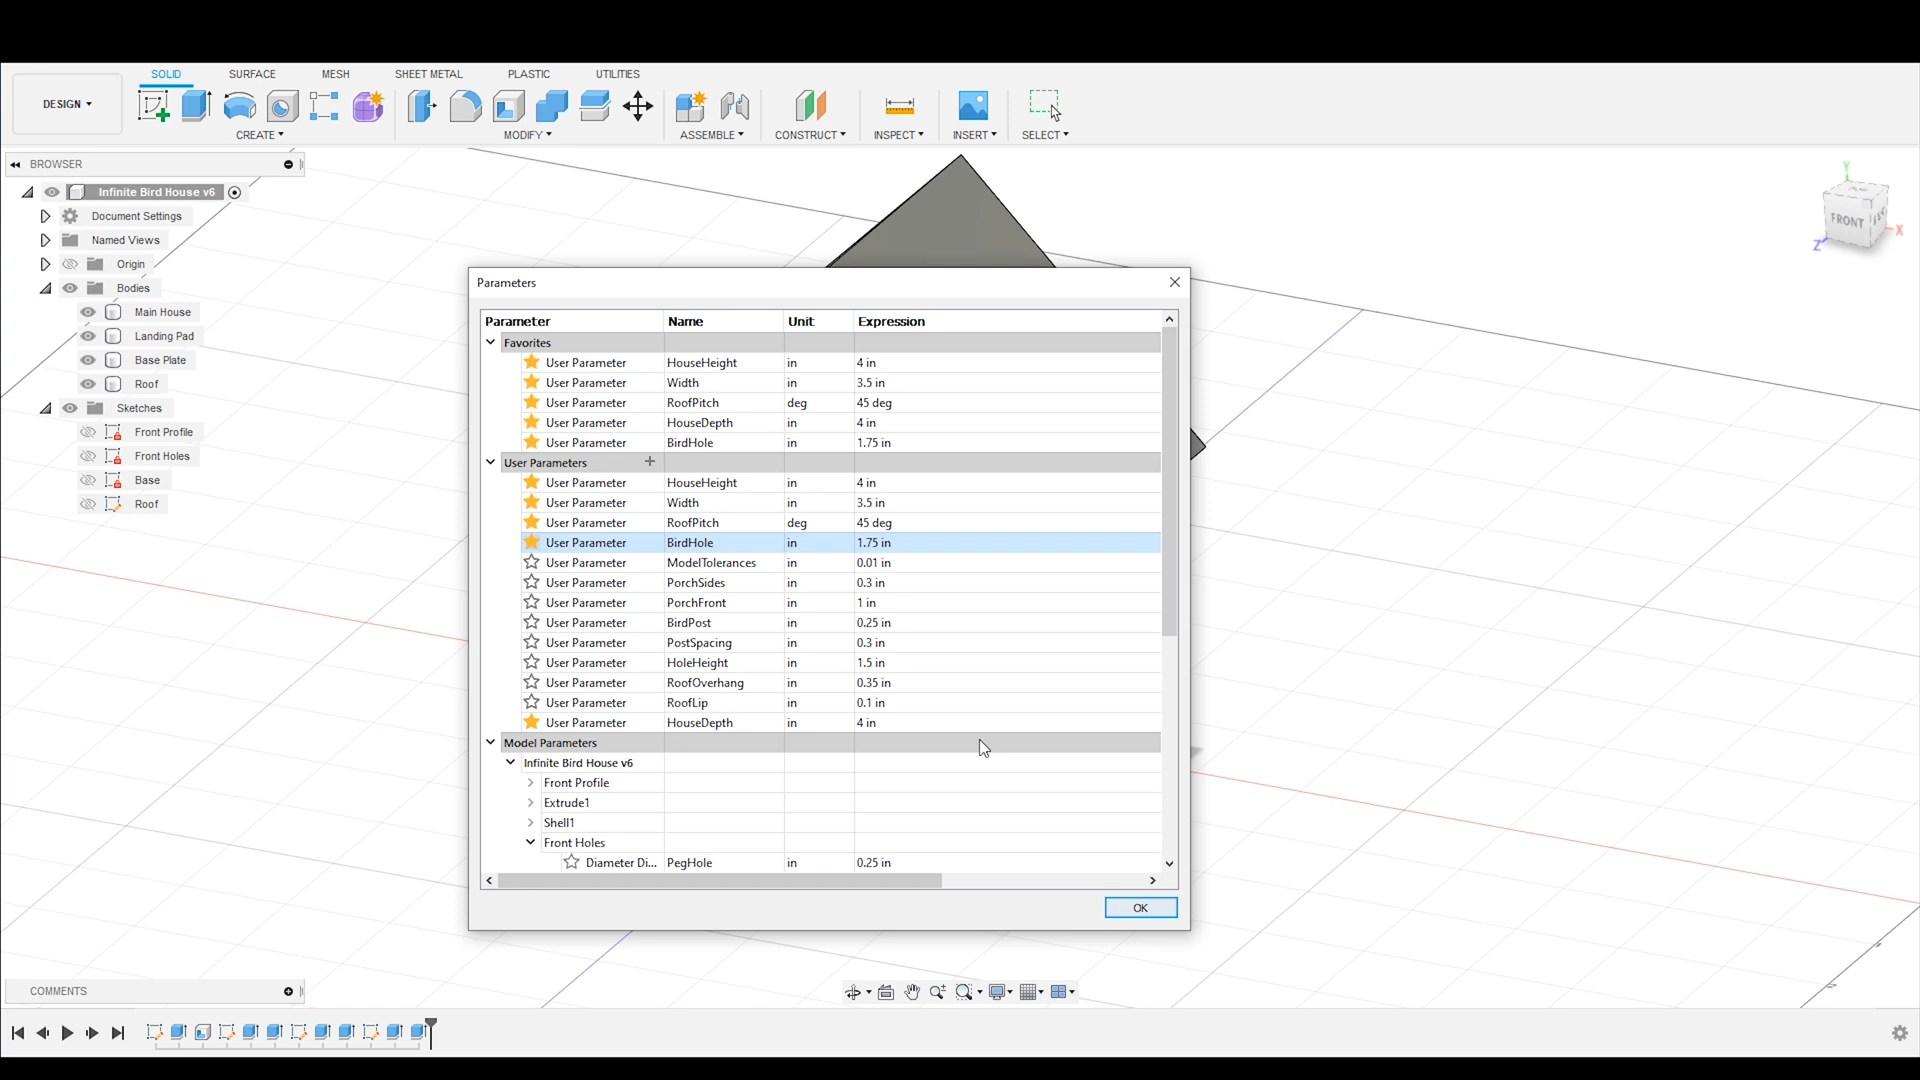 SOLID SURFACE MESH SHEET METAL PLASTIC UTILITIES
DESIGN
CREATE MODIFY ASSEMBLE CONSTRUCT INSPECT INSERT SELECT
BROWSER
Infinite Bird House v6
Document Settings
Named Views
Origin
Bodies
Main House
Landing Pad
Base Plate
Roof
Sketches
Front Profile
Front Holes
Base
Roof
Y
FRONT
X
Z
Parameters
Parameter Name Unit Expression
Favorites
User Parameter HouseHeight in 4 in
User Parameter Width in 3.5 in
User Parameter RoofPitch deg 45 deg
User Parameter HouseDepth in 4 in
User Parameter BirdHole in 1.75 in
User Parameters +
User Parameter HouseHeight in 4 in
User Parameter Width in 3.5 in
User Parameter RoofPitch deg 45 deg
User Parameter BirdHole in 1.75 in
User Parameter ModelTolerances in 0.01 in
User Parameter PorchSides in 0.3 in
User Parameter PorchFront in 1 in
User Parameter BirdPost in 0.25 in
User Parameter PostSpacing in 0.3 in
User Parameter HoleHeight in 1.5 in
User Parameter RoofOverhang in 0.35 in
User Parameter RoofLip in 0.1 in
User Parameter HouseDepth in 4 in
Model Parameters
Infinite Bird House v6
Front Profile
Extrude1
Shell1
Front Holes
Diameter Di... PegHole in 0.25 in
OK
COMMENTS